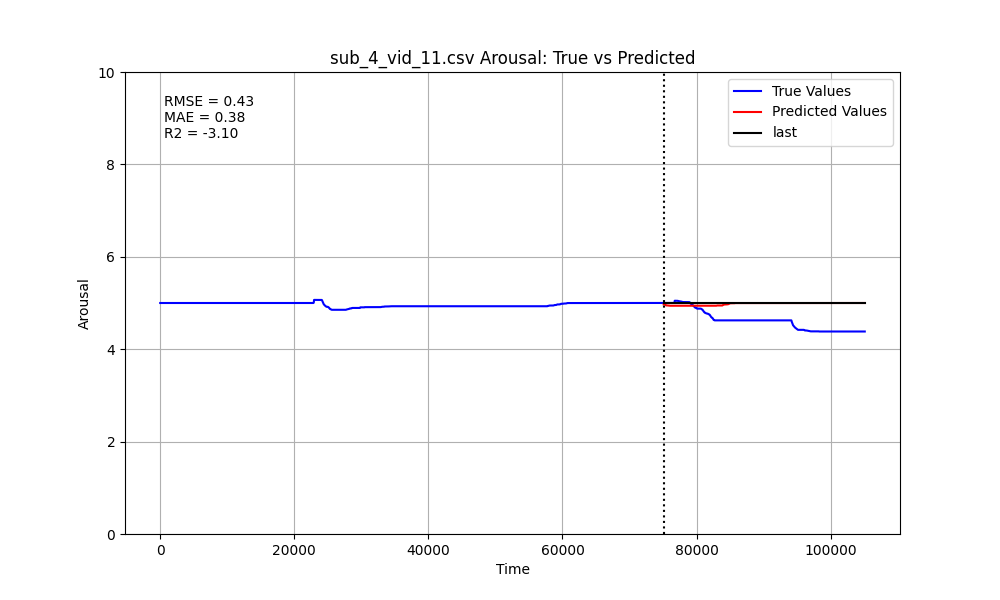 sub_4_vid_11.csv Arousal: True vs Predicted
RMSE = 0.43
MAE = 0.38
R2 = -3.10
True Values
Predicted Values
last
Arousal
10
8
6
4
2
0
0 20000 40000 60000 80000 100000
Time